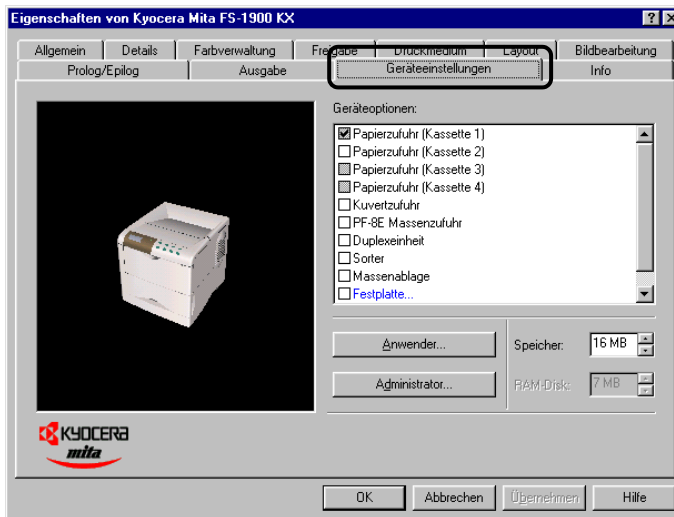 Eigenschaften von Kyocera Mita FS-1900 KX
Allgemein Details Farbverwaltung Freigabe Druckmedium Layout Bildbearbeitung
Prolog/Epilog Ausgabe Geräteeinstellungen Info
Geräteoptionen:
Papierzufuhr (Kassette 1)
Papierzufuhr (Kassette 2)
Papierzufuhr (Kassette 3)
Papierzufuhr (Kassette 4)
Kuvertzufuhr
PF-8E Massenzufuhr
Duplexeinheit
Sorter
Massenablage
Festplatte...
Anwender... Speicher: 16 MB
Administrator... RAM-Disk: 7 MB
KYOCERA
mita
OK Abbrechen Übernehmen Hilfe